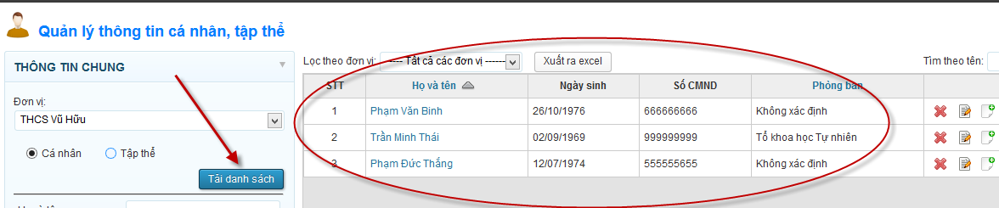 Quản lý thông tin cá nhân, tập thể
THÔNG TIN CHUNG
Đơn vị:
THCS Vũ Hữu
Cá nhân Tập thể
Tải danh sách
Lọc theo đơn vị: ----- Tất cả các đơn vị ------ Xuất ra excel Tìm theo tên:
STT Họ và tên Ngày sinh Số CMND Phòng ban
1 Phạm Văn Binh 26/10/1976 666666666 Không xác định
2 Trần Minh Thái 02/09/1969 999999999 Tổ khoa học Tự nhiên
3 Phạm Đức Thắng 12/07/1974 555555655 Không xác định